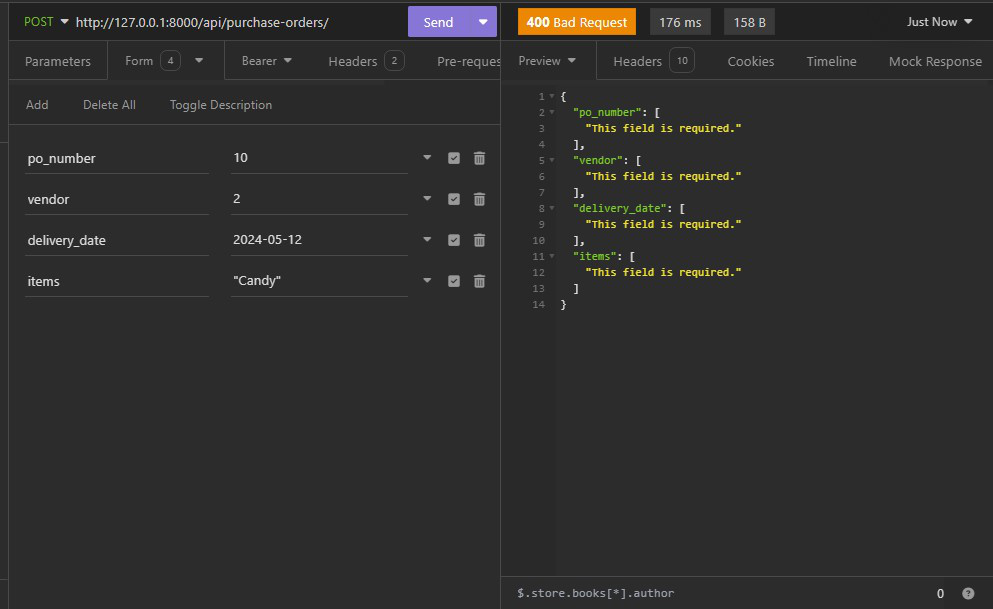 POST http://127.0.0.1:8000/api/purchase-orders/ Send
Parameters Form 4 Bearer Headers 2 Pre-reques
Add Delete All Toggle Description
po_number 10
vendor 2
delivery_date 2024-05-12
items "Candy"
400 Bad Request 176 ms 158 B Just Now
Preview Headers 10 Cookies Timeline Mock Response
1 {
2 "po_number": [
3 "This field is required."
4 ],
5 "vendor": [
6 "This field is required."
7 ],
8 "delivery_date": [
9 "This field is required."
10 ],
11 "items": [
12 "This field is required."
13 ]
14 }
$.store.books[*].author 0 ?